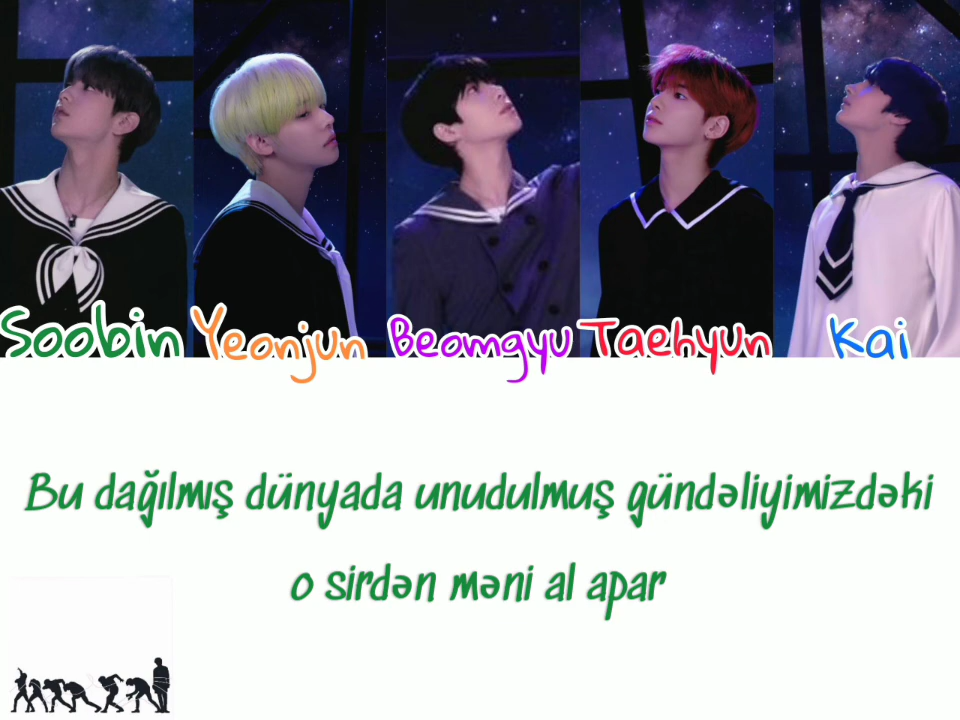 Soobin Yeonjun Beomgyu Taehyun Kai
Bu dağılmış dünyada unudulmuş gündəliyimizdəki
o sirdən məni al apar